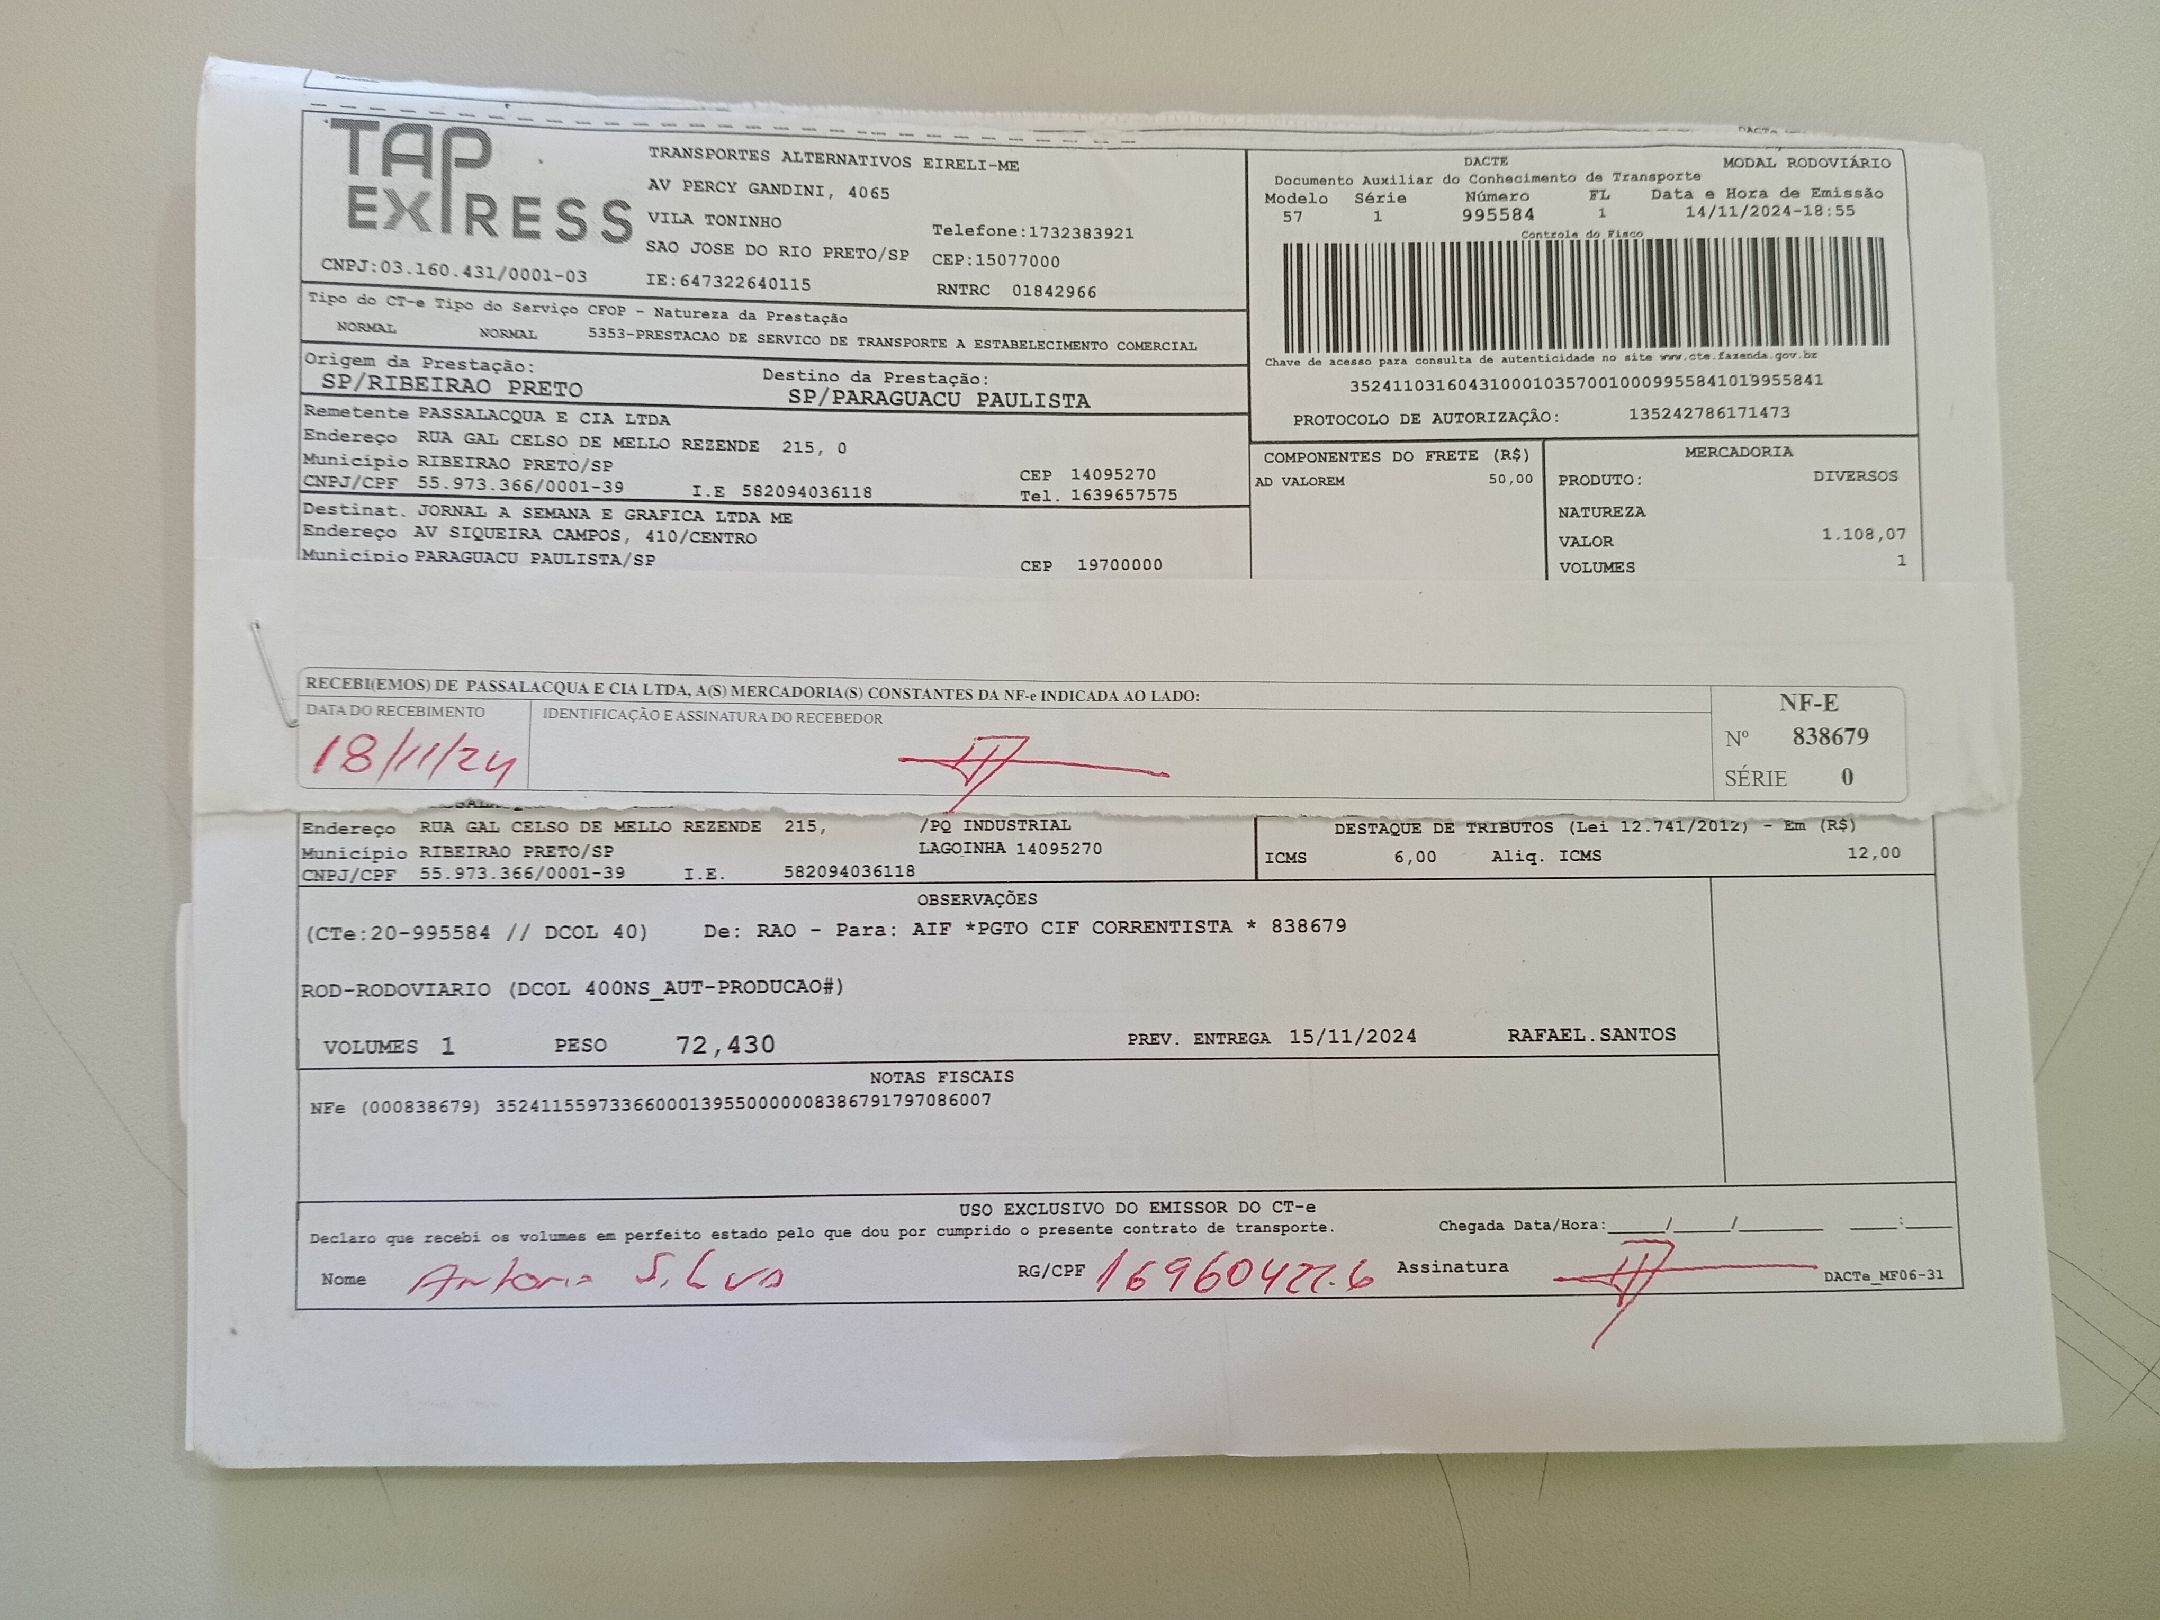 TAP EXPRESS
TRANSPORTES ALTERNATIVOS EIRELI-ME
AV PERCY GANDINI, 4065
VILA TONINHO
Telefone:1732383921
SAO JOSE DO RIO PRETO/SP CEP:15077000
CNPJ:03.160.431/0001-03 IE:647322640115 RNTRC 01842966
DACTE MODAL RODOVIÁRIO
Documento Auxiliar do Conhecimento de Transporte
Modelo Série Número FL Data e Hora de Emissão
57 1 995584 1 14/11/2024-18:55
Controle do Fisco
Chave de acesso para consulta de autenticidade no site www.cte.fazenda.gov.br
35241103160431000103570010009955841019955841
PROTOCOLO DE AUTORIZAÇÃO: 135242786171473
Tipo do CT-e Tipo do Serviço CFOP - Natureza da Prestação
NORMAL NORMAL 5353-PRESTACAO DE SERVICO DE TRANSPORTE A ESTABELECIMENTO COMERCIAL
Origem da Prestação: Destino da Prestação:
SP/RIBEIRAO PRETO SP/PARAGUACU PAULISTA
Remetente PASSALACQUA E CIA LTDA
Endereço RUA GAL CELSO DE MELLO REZENDE 215, 0
Município RIBEIRAO PRETO/SP CEP 14095270
CNPJ/CPF 55.973.366/0001-39 I.E 582094036118 Tel. 1639657575
Destinat. JORNAL A SEMANA E GRAFICA LTDA ME
Endereço AV SIQUEIRA CAMPOS, 410/CENTRO
Município PARAGUACU PAULISTA/SP CEP 19700000
COMPONENTES DO FRETE (R$)
AD VALOREM 50,00
MERCADORIA
PRODUTO: DIVERSOS
NATUREZA
VALOR 1.108,07
VOLUMES 1
RECEBI(EMOS) DE PASSALACQUA E CIA LTDA, A(S) MERCADORIA(S) CONSTANTES DA NF-e INDICADA AO LADO:
DATA DO RECEBIMENTO IDENTIFICAÇÃO E ASSINATURA DO RECEBEDOR
18/11/24
NF-E
Nº 838679
SÉRIE 0
Endereço RUA GAL CELSO DE MELLO REZENDE 215, /PQ INDUSTRIAL
Município RIBEIRAO PRETO/SP LAGOINHA 14095270
CNPJ/CPF 55.973.366/0001-39 I.E. 582094036118
DESTAQUE DE TRIBUTOS (Lei 12.741/2012) - Em (R$)
ICMS 6,00 Aliq. ICMS 12,00
OBSERVAÇÕES
(CTe:20-995584 // DCOL 40) De: RAO - Para: AIF *PGTO CIF CORRENTISTA * 838679
ROD-RODOVIARIO (DCOL 400NS_AUT-PRODUCAO#)
VOLUMES 1 PESO 72,430 PREV. ENTREGA 15/11/2024 RAFAEL.SANTOS
NOTAS FISCAIS
NFe (000838679) 35241155973366000139550000008386791797086007
USO EXCLUSIVO DO EMISSOR DO CT-e
Declaro que recebi os volumes em perfeito estado pelo que dou por cumprido o presente contrato de transporte. Chegada Data/Hora:____/____/______ ___:___
Nome Antonio Silva RG/CPF Assinatura DACTe_MF06-31